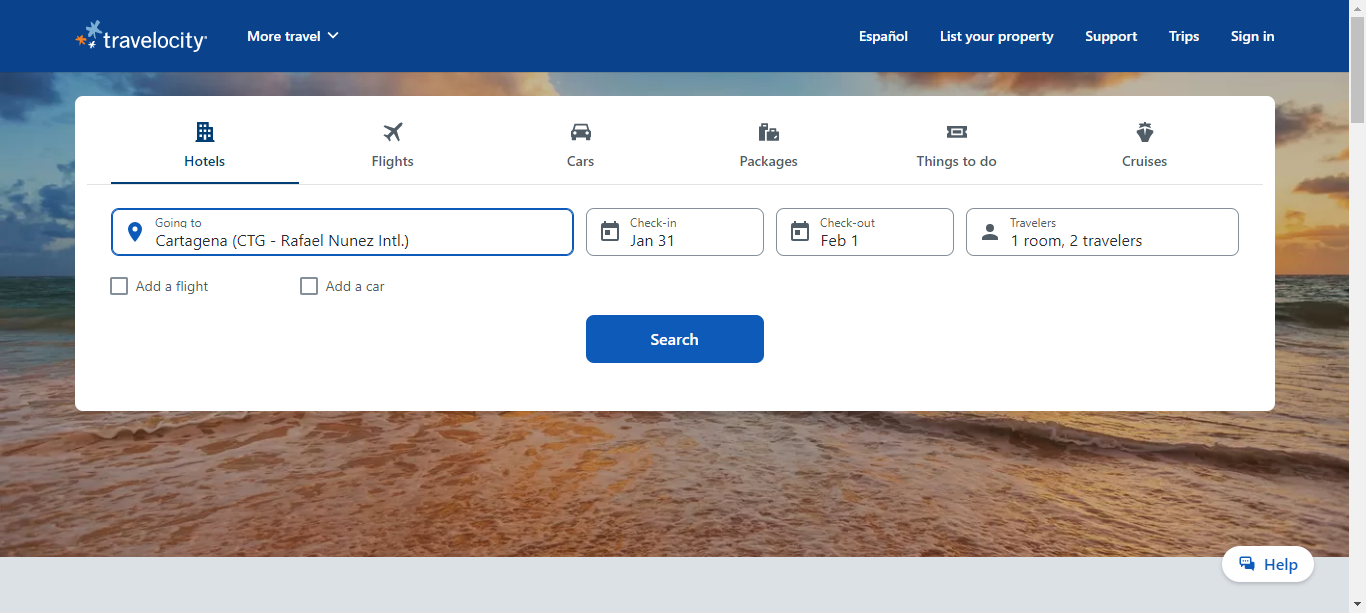 travelocity
More travel
Español
List your property
Support
Trips
Sign in
Hotels
Flights
Cars
Packages
Things to do
Cruises
Going to
Cartagena (CTG - Rafael Nunez Intl.)
Check-in
Jan 31
Check-out
Feb 1
Travelers
1 room, 2 travelers
Add a flight
Add a car
Search
Help